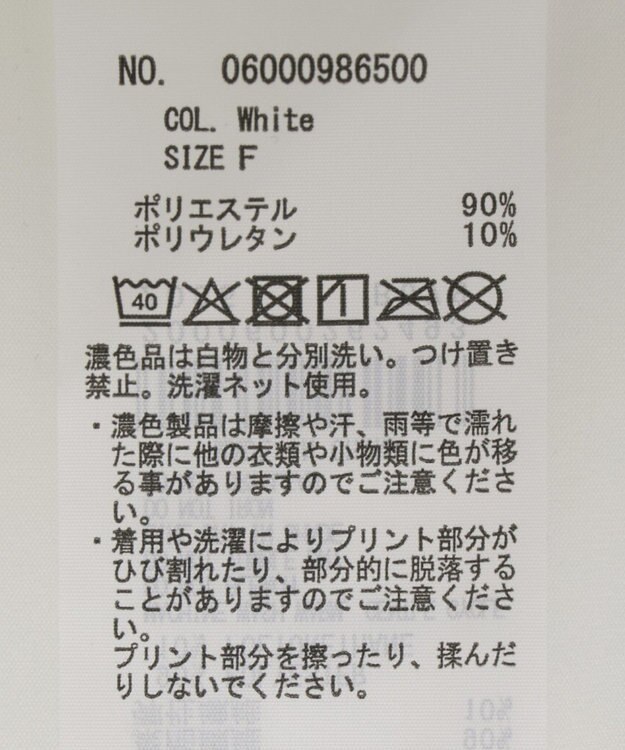 NO. 06000986500
COL. White
SIZE F
ポリエステル 90%
ポリウレタン 10%
40
濃色品は白物と分別洗い。つけ置き
禁止。洗濯ネット使用。
・濃色製品は摩擦や汗、雨等で濡れ
た際に他の衣類や小物類に色が移
る事がありますのでご注意くださ
い。
・着用や洗濯によりプリント部分が
ひび割れたり、部分的に脱落する
ことがありますのでご注意くださ
い。
プリント部分を擦ったり、揉んだ
りしないでください。